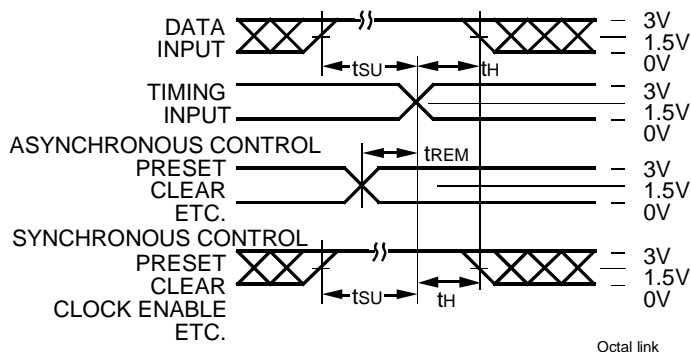 DATA
INPUT
3V
1.5V
0V
tSU
tH
TIMING
INPUT
3V
1.5V
0V
ASYNCHRONOUS CONTROL
tREM
PRESET
CLEAR
ETC.
3V
1.5V
0V
SYNCHRONOUS CONTROL
PRESET
CLEAR
CLOCK ENABLE
ETC.
3V
1.5V
0V
tSU
tH
Octal link